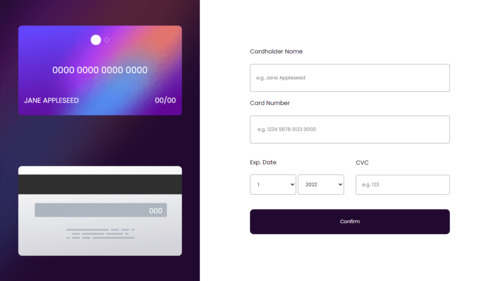 0000 0000 0000 0000
JANE APPLESEED 00/00
000
Cardholder Name
e.g. Jane Appleseed
Card Number
e.g. 1234 5678 9123 0000
Exp. Date CVC
1 2022 e.g. 123
Confirm